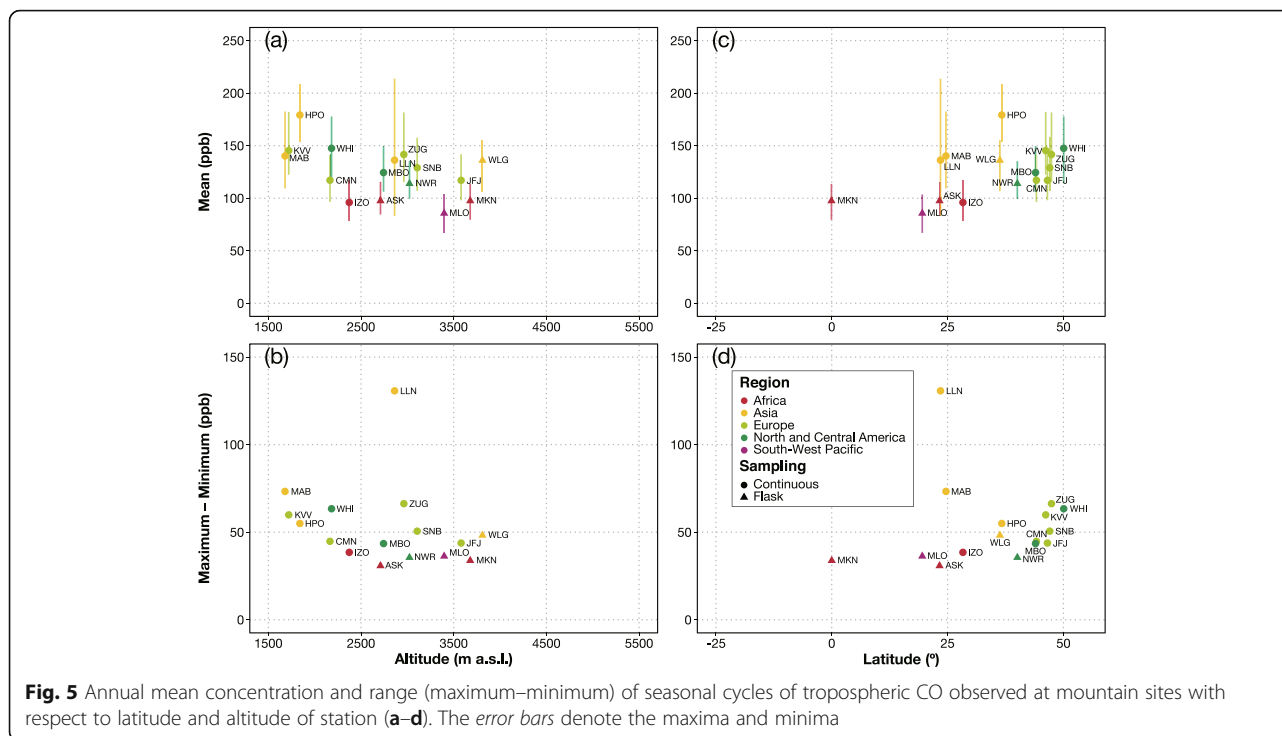 (a)
250
200
150
100
50
0
Mean (ppb)
HPO
KVV
MAB
WHI
CMN
IZO
MBO
ASK
LLN
ZUG
NWR
SNB
MLO
JFJ
MKN
WLG
1500
2500
3500
4500
5500
(c)
250
200
150
100
50
0
MKN
MLO
LLN
MAB
ASK
IZO
HPO
WLG
NWR
MBO
CMN
KVV
ZUG
SNB
JFJ
WHI
-25
0
25
50
(b)
150
100
50
0
Maximum – Minimum (ppb)
LLN
MAB
KVV
HPO
WHI
CMN
IZO
ASK
MBO
ZUG
NWR
SNB
MLO
JFJ
MKN
WLG
1500
2500
3500
4500
5500
Altitude (m a.s.l.)
(d)
150
100
50
0
Region
Africa
Asia
Europe
North and Central America
South-West Pacific
Sampling
Continuous
Flask
LLN
MAB
MKN
MLO
ASK
IZO
HPO
WLG
CMN
MBO
NWR
ZUG
KVV
WHI
SNB
JFJ
-25
0
25
50
Latitude (º)
Fig. 5 Annual mean concentration and range (maximum–minimum) of seasonal cycles of tropospheric CO observed at mountain sites with
respect to latitude and altitude of station (a–d). The error bars denote the maxima and minima